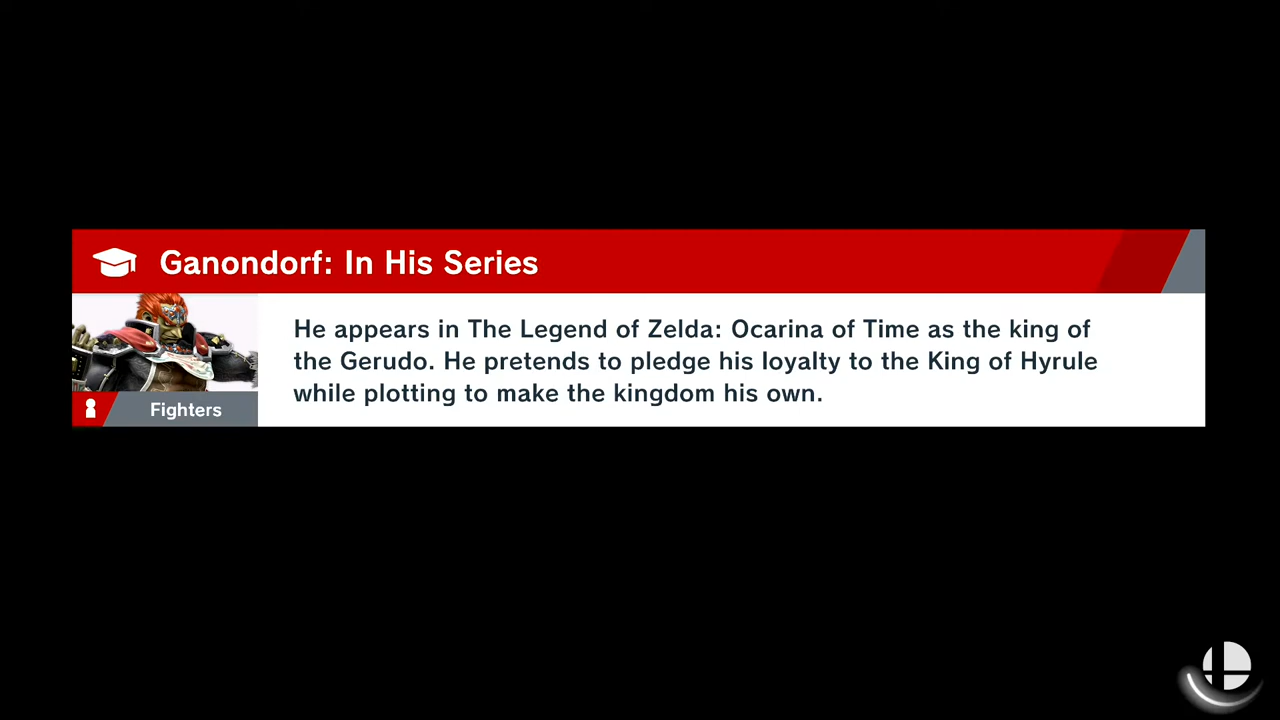 Ganondorf: In His Series
He appears in The Legend of Zelda: Ocarina of Time as the king of
the Gerudo. He pretends to pledge his loyalty to the King of Hyrule
while plotting to make the kingdom his own.
Fighters